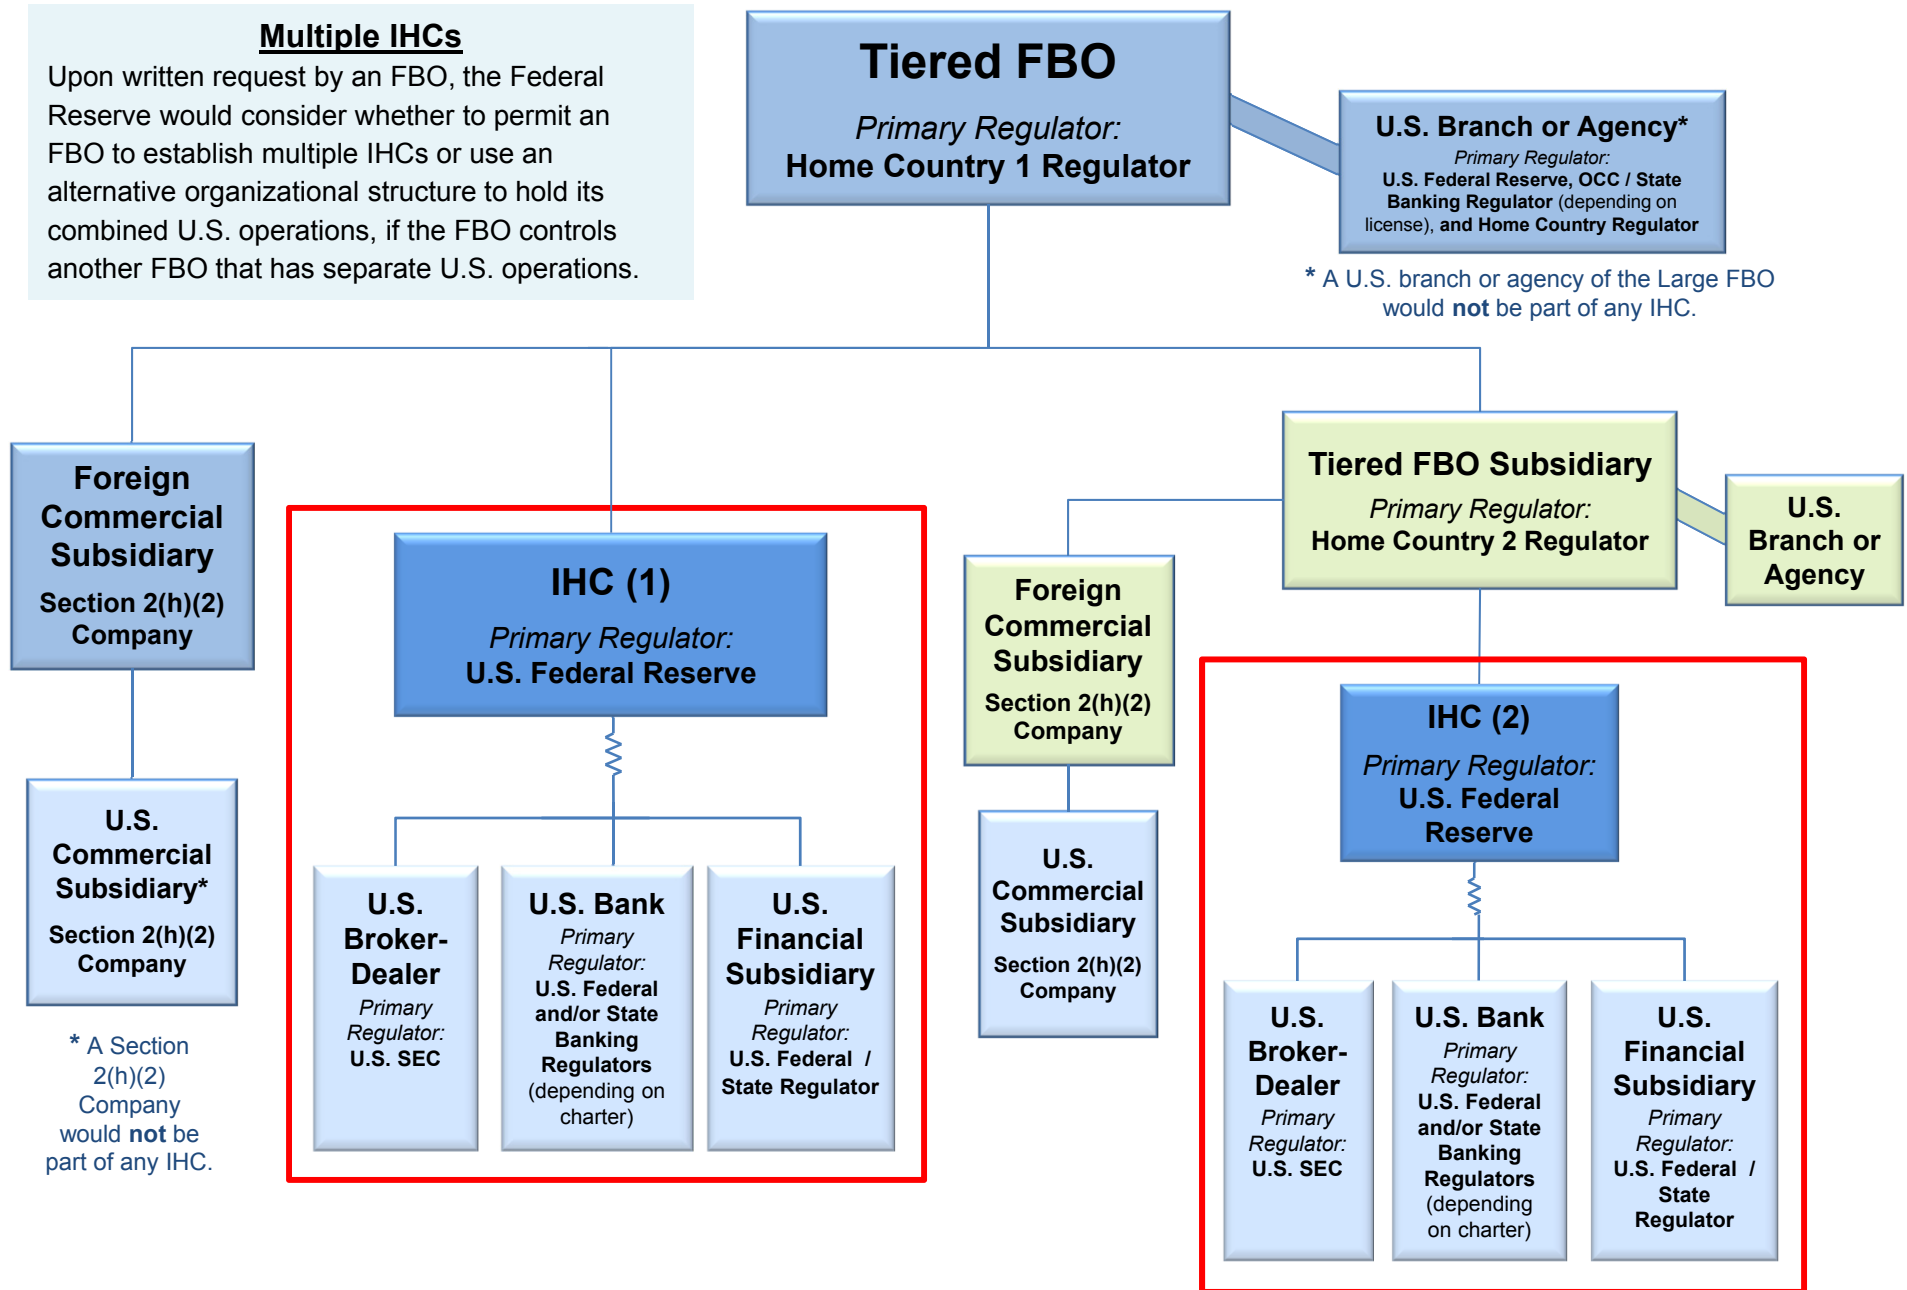 Multiple IHCs
Upon written request by an FBO, the Federal
Reserve would consider whether to permit an
FBO to establish multiple IHCs or use an
alternative organizational structure to hold its
combined U.S. operations, if the FBO controls
another FBO that has separate U.S. operations.
Tiered FBO
Primary Regulator:
Home Country 1 Regulator
U.S. Branch or Agency*
Primary Regulator:
U.S. Federal Reserve, OCC / State
Banking Regulator (depending on
license), and Home Country Regulator
* A U.S. branch or agency of the Large FBO
would not be part of any IHC.
Foreign
Commercial
Subsidiary
Section 2(h)(2)
Company
U.S.
Commercial
Subsidiary*
Section 2(h)(2)
Company
* A Section
2(h)(2)
Company
would not be
part of any IHC.
IHC (1)
Primary Regulator:
U.S. Federal Reserve
U.S.
Broker-
Dealer
Primary
Regulator:
U.S. SEC
U.S. Bank
Primary
Regulator:
U.S. Federal
and/or State
Banking
Regulators
(depending on
charter)
U.S.
Financial
Subsidiary
Primary
Regulator:
U.S. Federal /
State Regulator
Tiered FBO Subsidiary
Primary Regulator:
Home Country 2 Regulator
U.S.
Branch or
Agency
Foreign
Commercial
Subsidiary
Section 2(h)(2)
Company
U.S.
Commercial
Subsidiary
Section 2(h)(2)
Company
IHC (2)
Primary Regulator:
U.S. Federal
Reserve
U.S.
Broker-
Dealer
Primary
Regulator:
U.S. SEC
U.S. Bank
Primary
Regulator:
U.S. Federal
and/or State
Banking
Regulators
(depending
on charter)
U.S.
Financial
Subsidiary
Primary
Regulator:
U.S. Federal /
State
Regulator